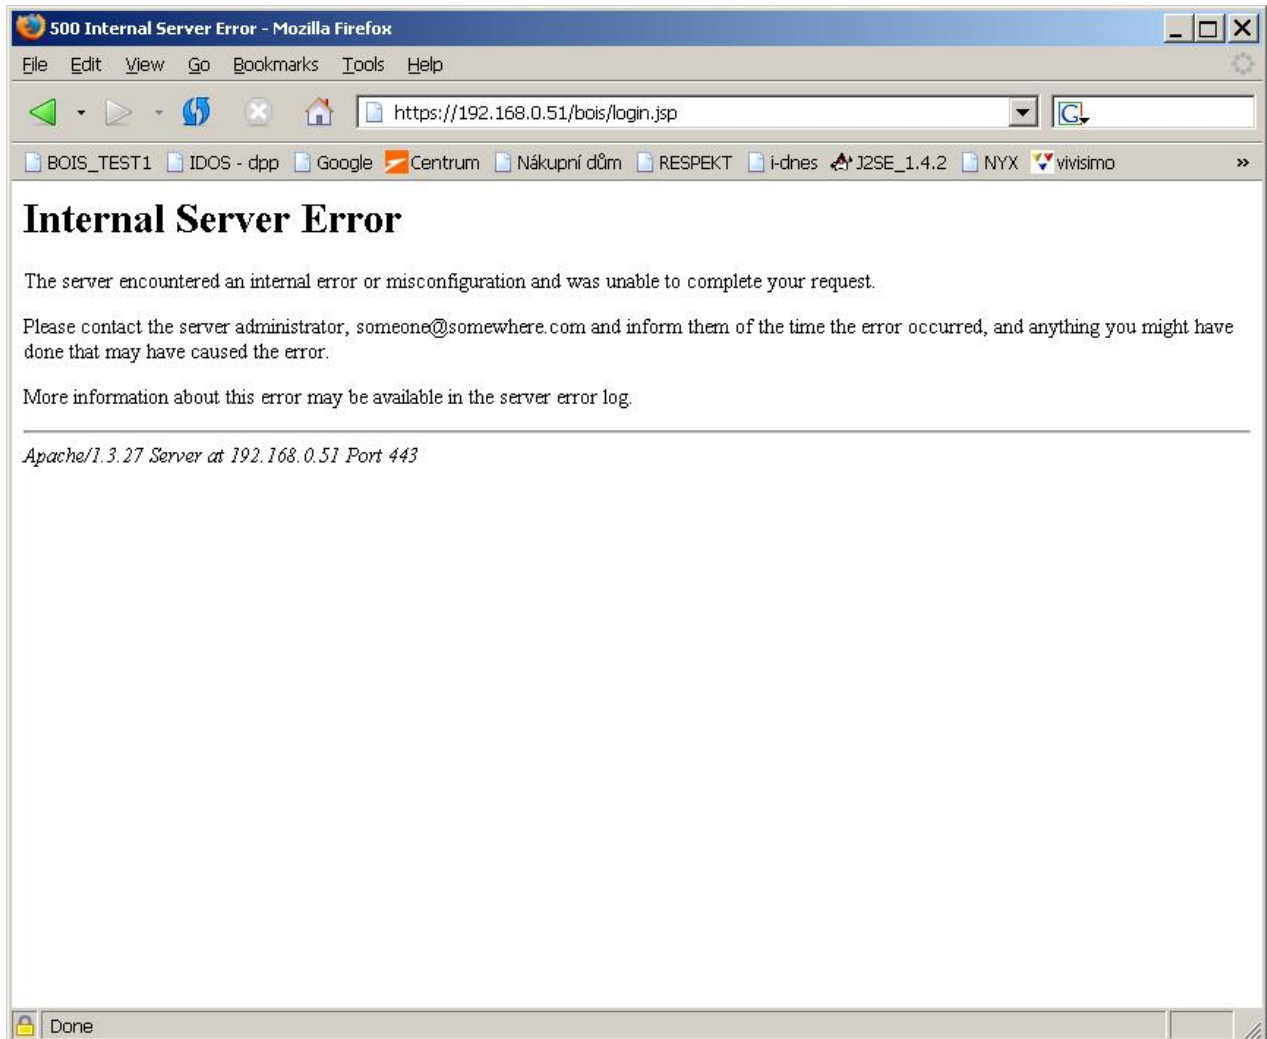 500 Internal Server Error - Mozilla Firefox
File Edit View Go Bookmarks Tools Help
https://192.168.0.51/bois/login.jsp G
BOIS_TEST1 IDOS - dpp Google Centrum Nákupní dům RESPEKT i-dnes J2SE_1.4.2 NYX vivisimo »
Internal Server Error
The server encountered an internal error or misconfiguration and was unable to complete your request.
Please contact the server administrator, someone@somewhere.com and inform them of the time the error occurred, and anything you might have
done that may have caused the error.
More information about this error may be available in the server error log.
Apache/1.3.27 Server at 192.168.0.51 Port 443
Done